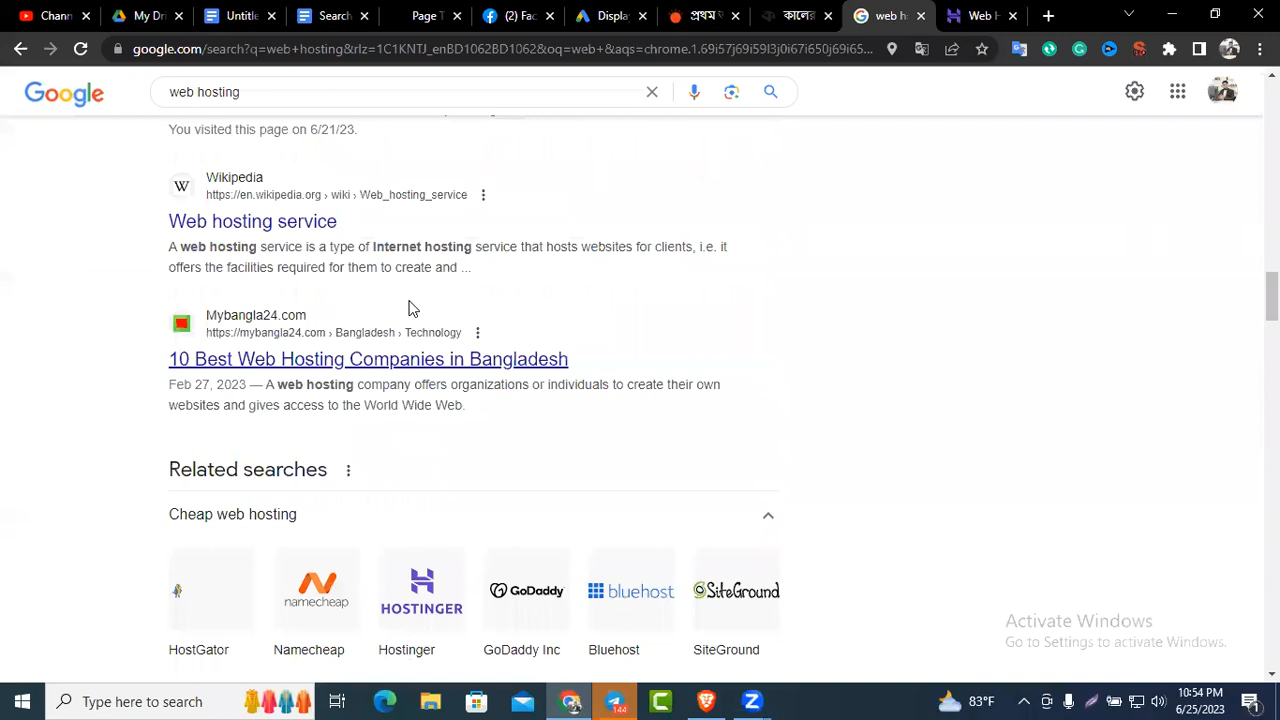 Chann
My Dri
Untitle
Search
Page T
(2) Fac
Display
প্রথম
কালের
web h
Web H
google.com/search?q=web+hosting&rlz=1C1KNTJ_enBD1062BD1062&oq=web+&aqs=chrome.1.69i57j69i59l3j0i67i650j69i65...
Google
web hosting
You visited this page on 6/21/23.
Wikipedia
https://en.wikipedia.org › wiki › Web_hosting_service
Web hosting service
A web hosting service is a type of Internet hosting service that hosts websites for clients, i.e. it
offers the facilities required for them to create and ...
Mybangla24.com
https://mybangla24.com › Bangladesh › Technology
10 Best Web Hosting Companies in Bangladesh
Feb 27, 2023 — A web hosting company offers organizations or individuals to create their own
websites and gives access to the World Wide Web.
Related searches
Cheap web hosting
namecheap
HOSTINGER
GoDaddy
bluehost
SiteGround
HostGator
Namecheap
Hostinger
GoDaddy Inc
Bluehost
SiteGround
Activate Windows
Go to Settings to activate Windows.
Type here to search
144
83°F
10:54 PM
6/25/2023
1